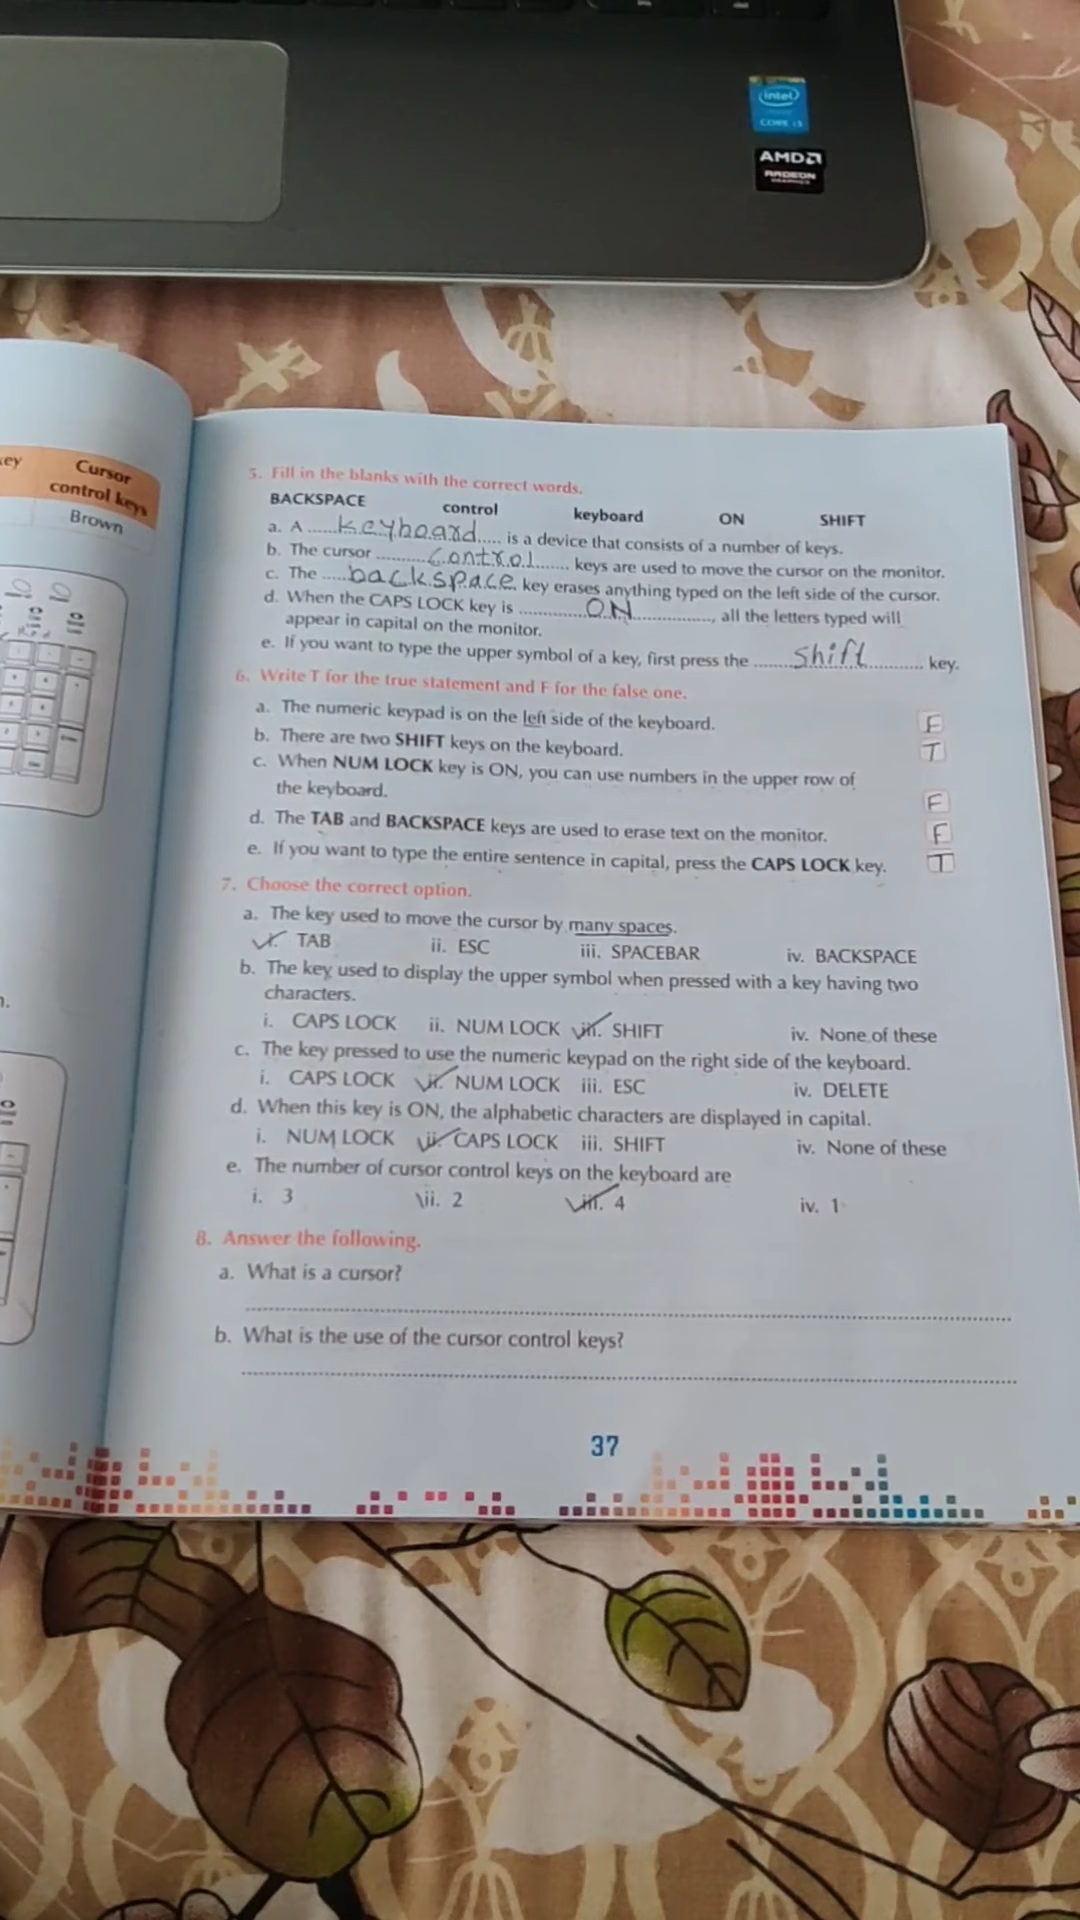 intel
CORE i3
AMD
RADEON
GRAPHICS
Cursor
control keys
Brown
5. Fill in the blanks with the correct words.
BACKSPACE control keyboard ON SHIFT
a. A ......keyboard..... is a device that consists of a number of keys.
b. The cursor ..........control....... keys are used to move the cursor on the monitor.
c. The .....backspace. key erases anything typed on the left side of the cursor.
d. When the CAPS LOCK key is .............ON................, all the letters typed will
appear in capital on the monitor.
e. If you want to type the upper symbol of a key, first press the ........shift........... key.
6. Write T for the true statement and F for the false one.
a. The numeric keypad is on the left side of the keyboard. F
b. There are two SHIFT keys on the keyboard. T
c. When NUM LOCK key is ON, you can use numbers in the upper row of
the keyboard. F
d. The TAB and BACKSPACE keys are used to erase text on the monitor. F
e. If you want to type the entire sentence in capital, press the CAPS LOCK key. T
7. Choose the correct option.
a. The key used to move the cursor by many spaces.
i. TAB ii. ESC iii. SPACEBAR iv. BACKSPACE
b. The key used to display the upper symbol when pressed with a key having two
characters.
i. CAPS LOCK ii. NUM LOCK iii. SHIFT iv. None of these
c. The key pressed to use the numeric keypad on the right side of the keyboard.
i. CAPS LOCK ii. NUM LOCK iii. ESC iv. DELETE
d. When this key is ON, the alphabetic characters are displayed in capital.
i. NUM LOCK ii. CAPS LOCK iii. SHIFT iv. None of these
e. The number of cursor control keys on the keyboard are
i. 3 ii. 2 iii. 4 iv. 1
8. Answer the following.
a. What is a cursor?
b. What is the use of the cursor control keys?
37